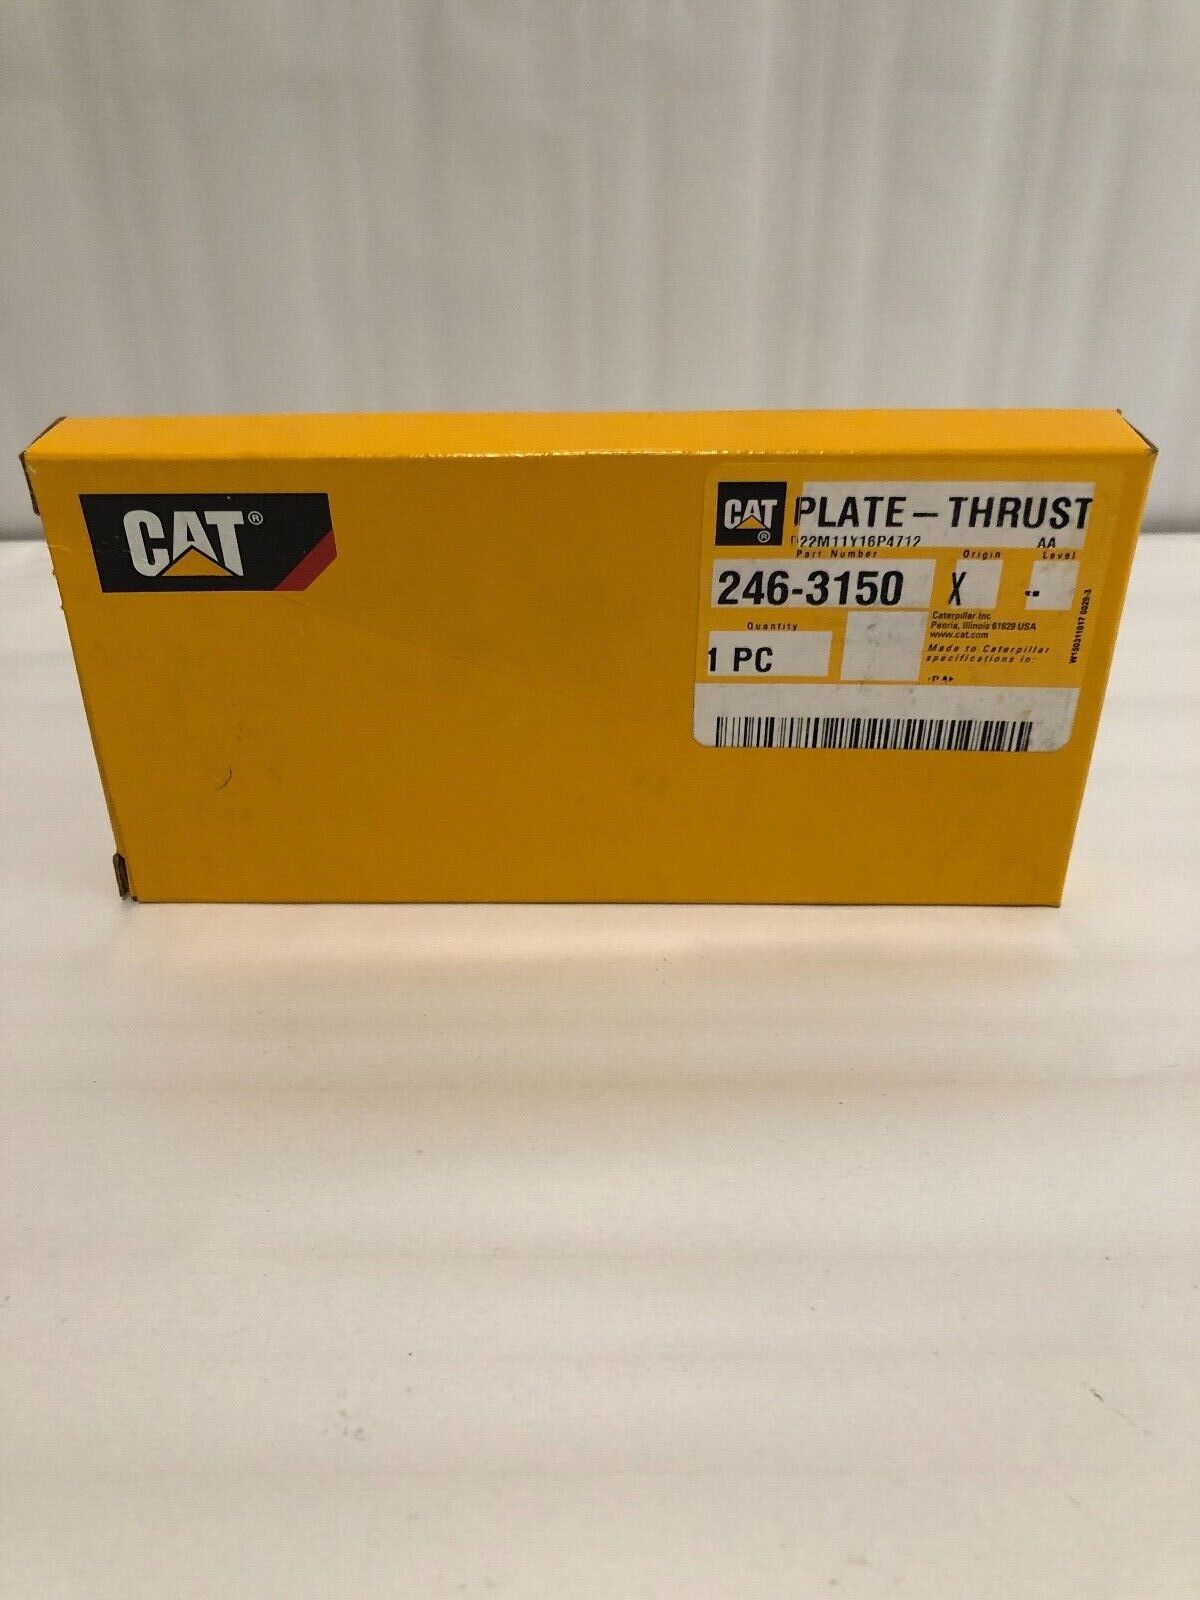 CAT®
CAT®
PLATE-THRUST
22M11Y16P4712 AA
Part Number Origin Level
246-3150 X
Caterpillar Inc
Peoria, Illinois 61629 USA
www.cat.com
Quantity
1 PC
Made to Caterpillar
specifications in: